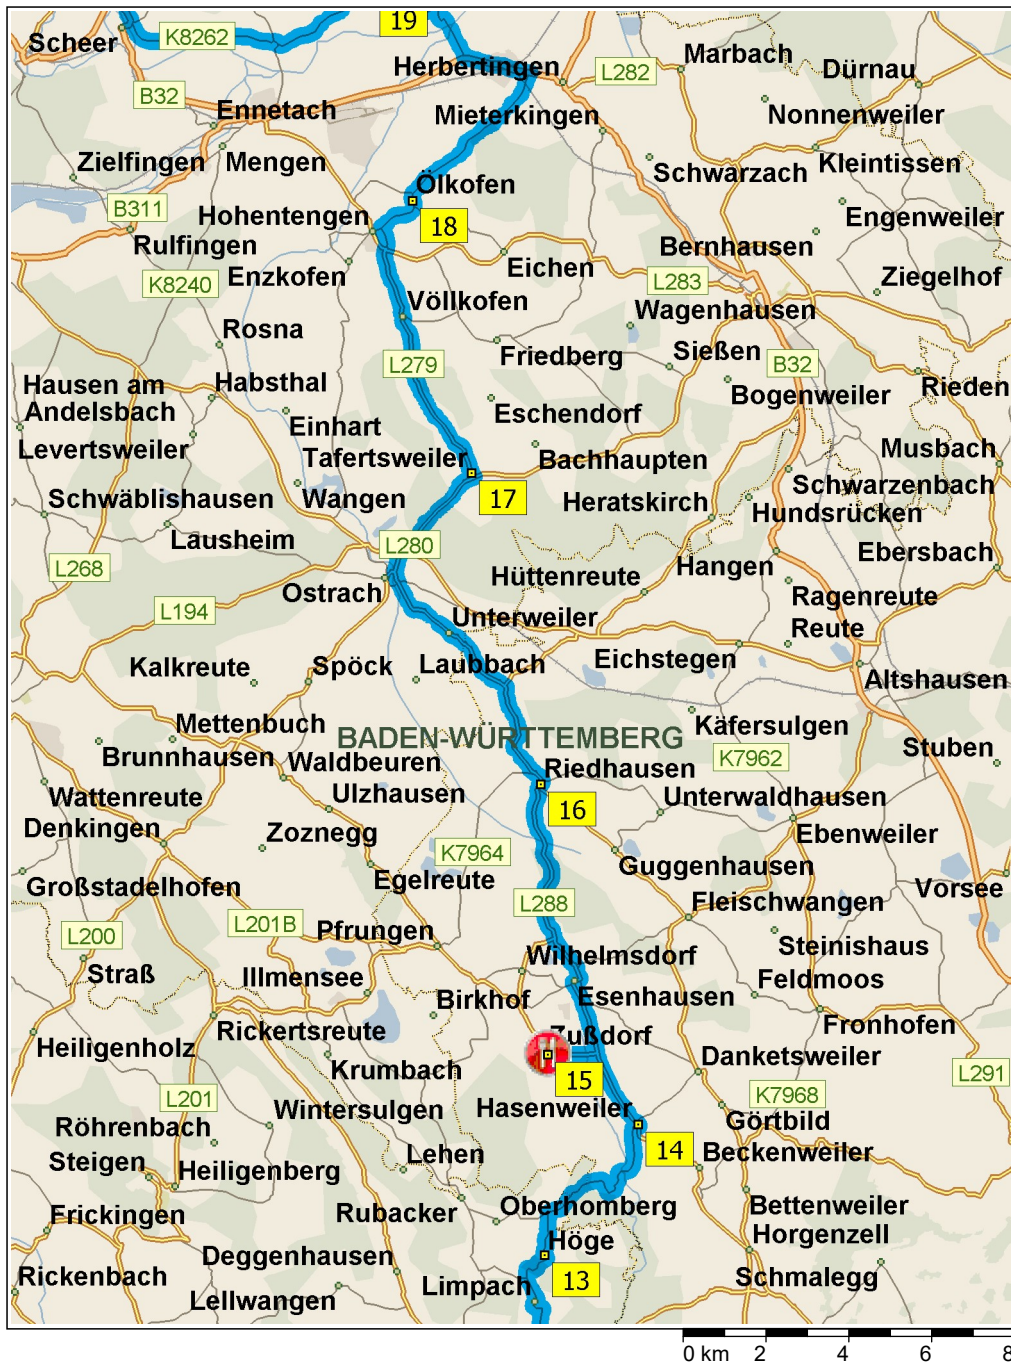 19
Scheer
K8262
Marbach
Herbertingen
L282
Dürnau
B32
Ennetach
Mieterkingen
Nonnenweiler
Zielfingen
Mengen
Schwarzach
Kleintissen
Ölkofen
B311
Hohentengen
18
Engenweiler
Rulfingen
Bernhausen
Enzkofen
Eichen
K8240
L283
Ziegelhof
Völlkofen
Wagenhausen
Rosna
Friedberg
Sießen
L279
B32
Hausen am
Andelsbach
Habsthal
Bogenweiler
Rieden
Eschendorf
Einhart
Levertsweiler
Musbach
Tafertsweiler
Bachhaupten
Schwäblishausen
Wangen
17
Heratskirch
Schwarzenbach
Hundsrücken
Lausheim
L280
L268
Hangen
Ebersbach
Hüttenreute
Ostrach
L194
Ragenreute
Unterweiler
Reute
Kalkreute
Spöck
Laubbach
Eichstegen
Altshausen
Mettenbuch
Käfersulgen
BADEN-WÜRTTEMBERG
Brunnhausen
Waldbeuren
K7962
Stuben
Riedhausen
Wattenreute
Ulzhausen
16
Unterwaldhausen
Denkingen
Zoznegg
Ebenweiler
K7964
Großstadelhofen
Egelreute
Guggenhausen
Vorsee
L288
Fleischwangen
L200
L201B
Pfrungen
Steinishaus
Straß
Illmensee
Wilhelmsdorf
Feldmoos
Birkhof
Esenhausen
Rickertsreute
Fronhofen
Heiligenholz
Zußdorf
Krumbach
Danketsweiler
15
L291
L201
Wintersulgen
Hasenweiler
K7968
Röhrenbach
Görtbild
Steigen
Lehen
14
Beckenweiler
Heiligenberg
Frickingen
Rubacker
Oberhomberg
Bettenweiler
Höge
Horgenzell
Deggenhausen
Rickenbach
Limpach
13
Schmalegg
Lellwangen
0 km 2 4 6 8